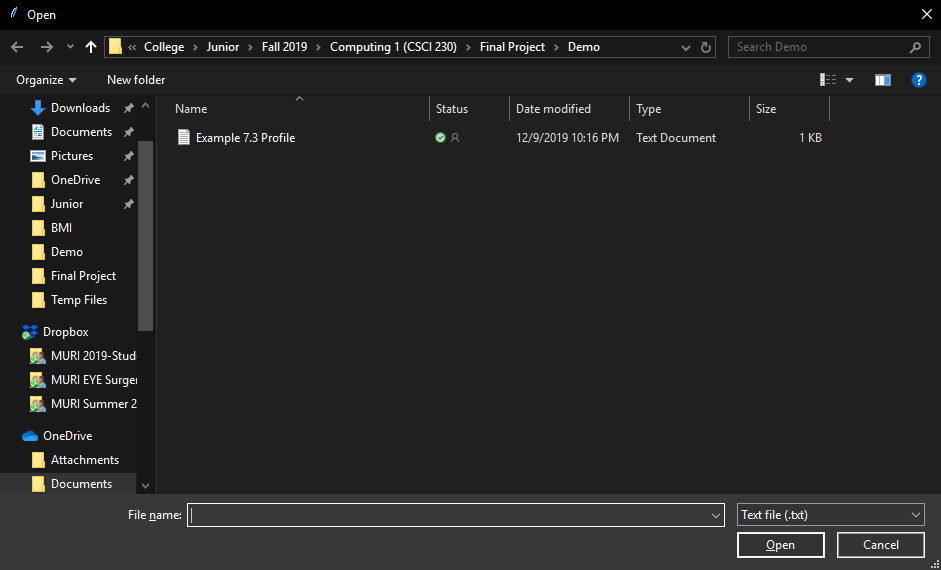 Open
« College > Junior > Fall 2019 > Computing 1 (CSCI 230) > Final Project > Demo
Search Demo
Organize
New folder
?
Downloads
Documents
Pictures
OneDrive
Junior
BMI
Demo
Final Project
Temp Files
Dropbox
MURI 2019-Stude
MURI EYE Surger
MURI Summer 2
OneDrive
Attachments
Documents
Name Status Date modified Type Size
Example 7.3 Profile 12/9/2019 10:16 PM Text Document 1 KB
File name:
Text file (.txt)
Open
Cancel